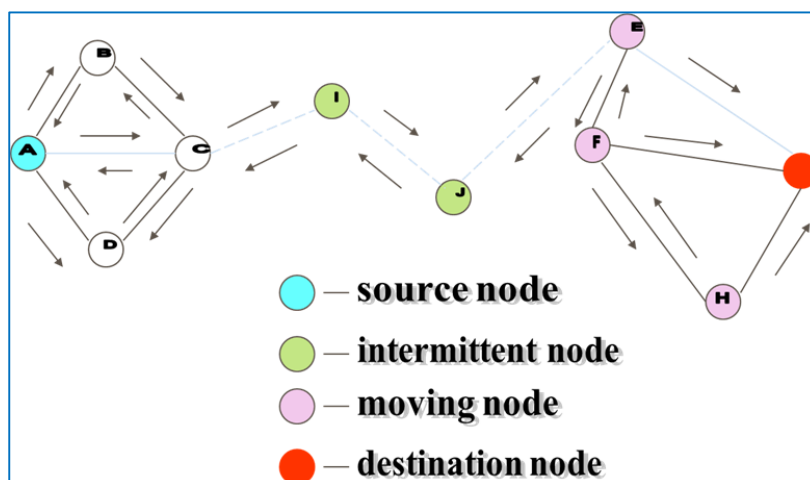 E
B
I
A
C
F
J
D
H
— source node
— intermittent node
— moving node
— destination node